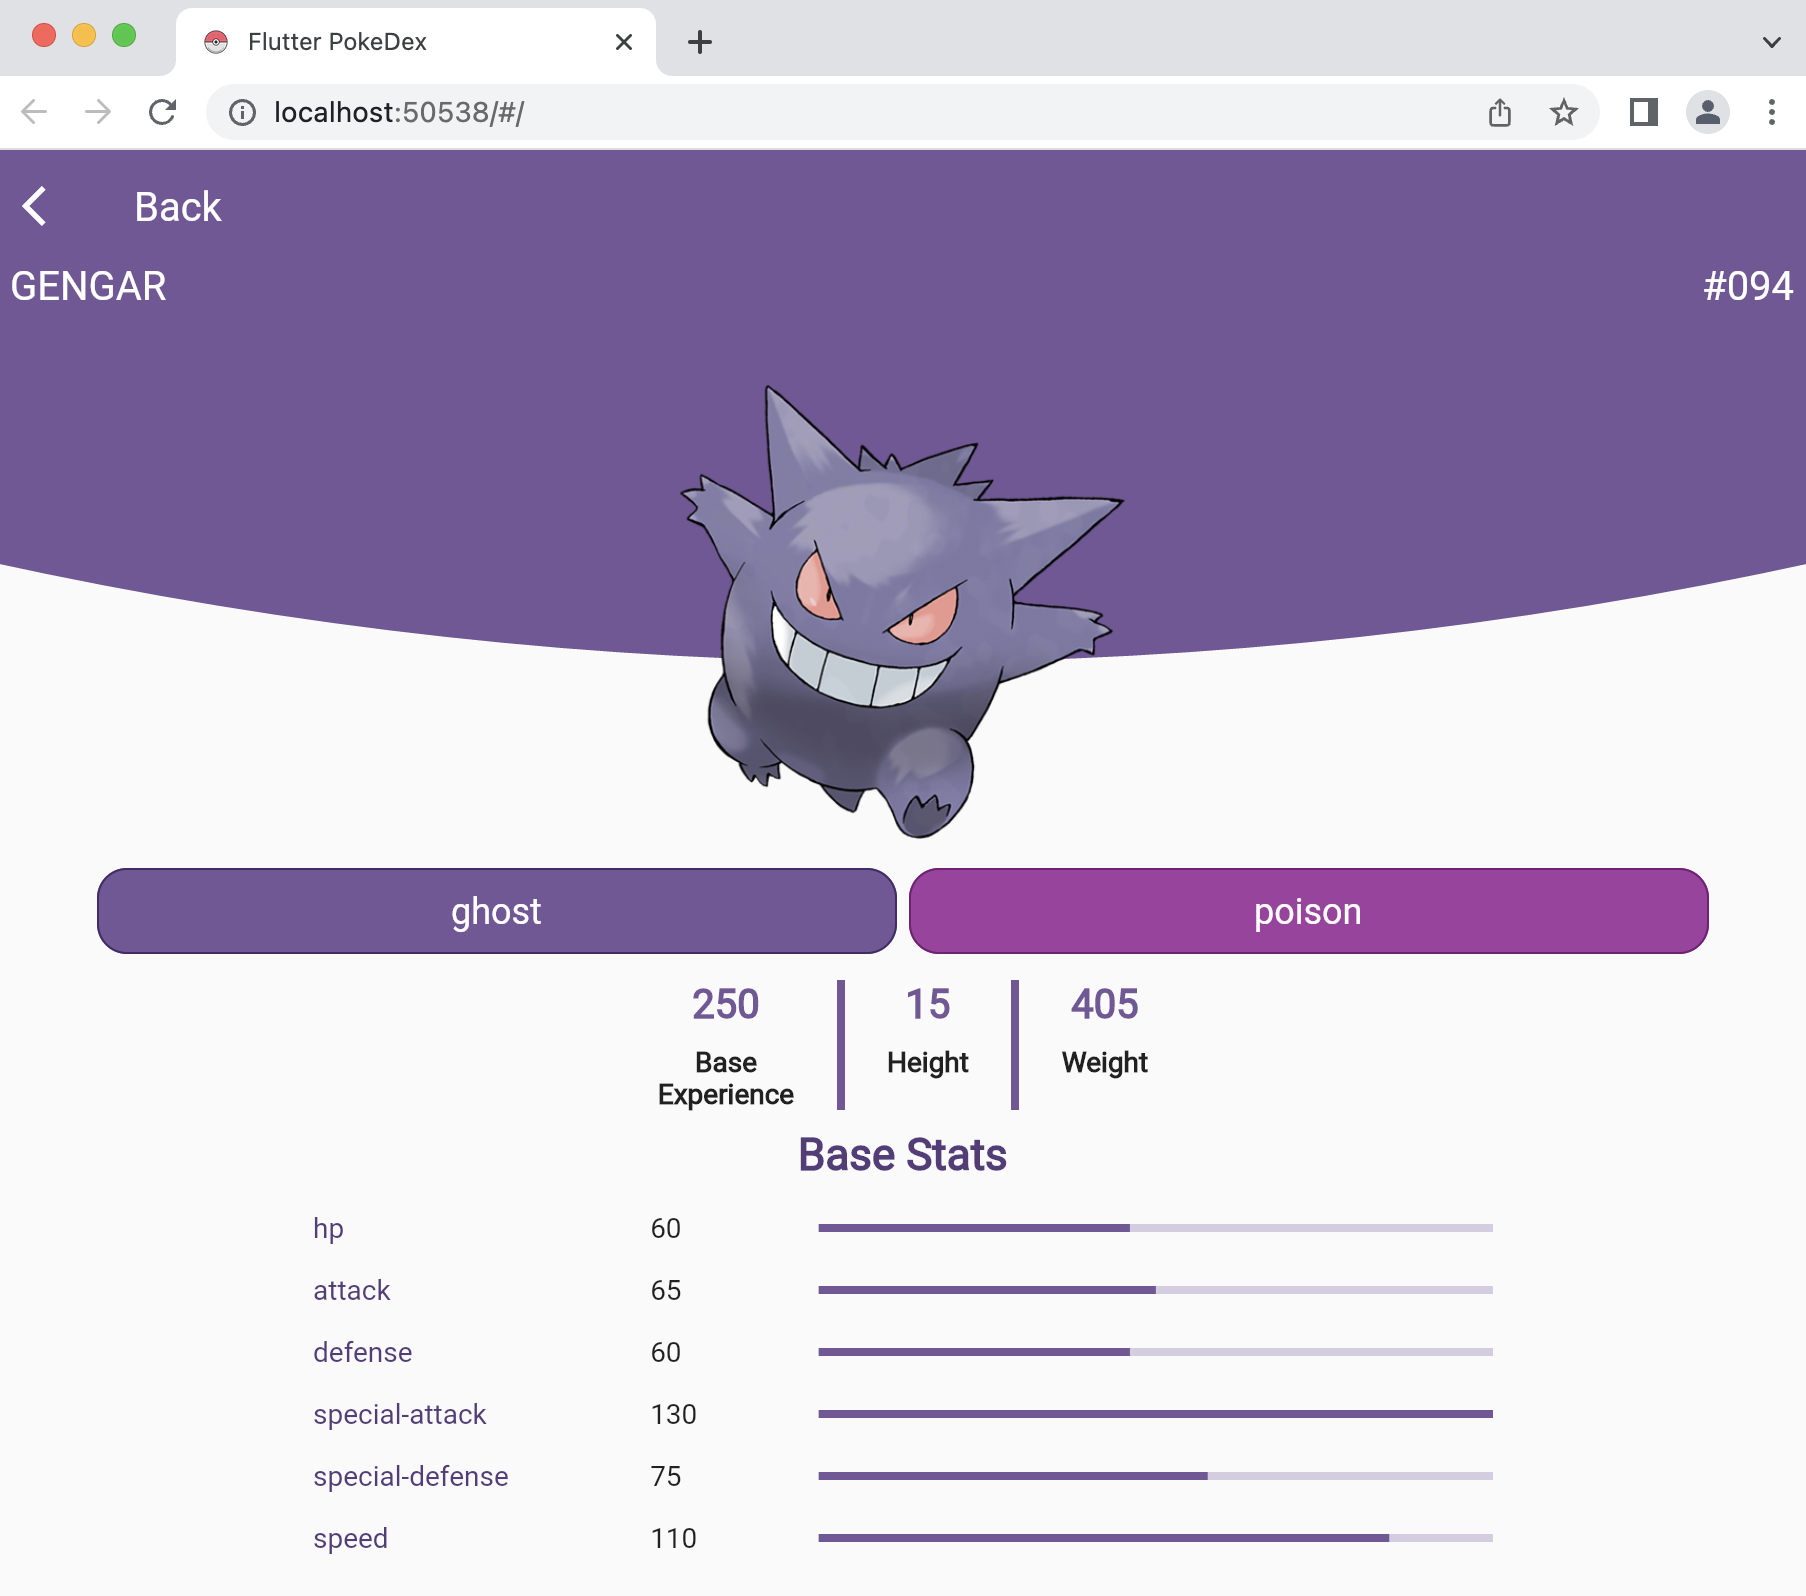 Flutter PokeDex
localhost:50538/#/
Back
GENGAR #094
ghost poison
250 15 405
Base Height Weight
Experience
Base Stats
hp 60
attack 65
defense 60
special-attack 130
special-defense 75
speed 110